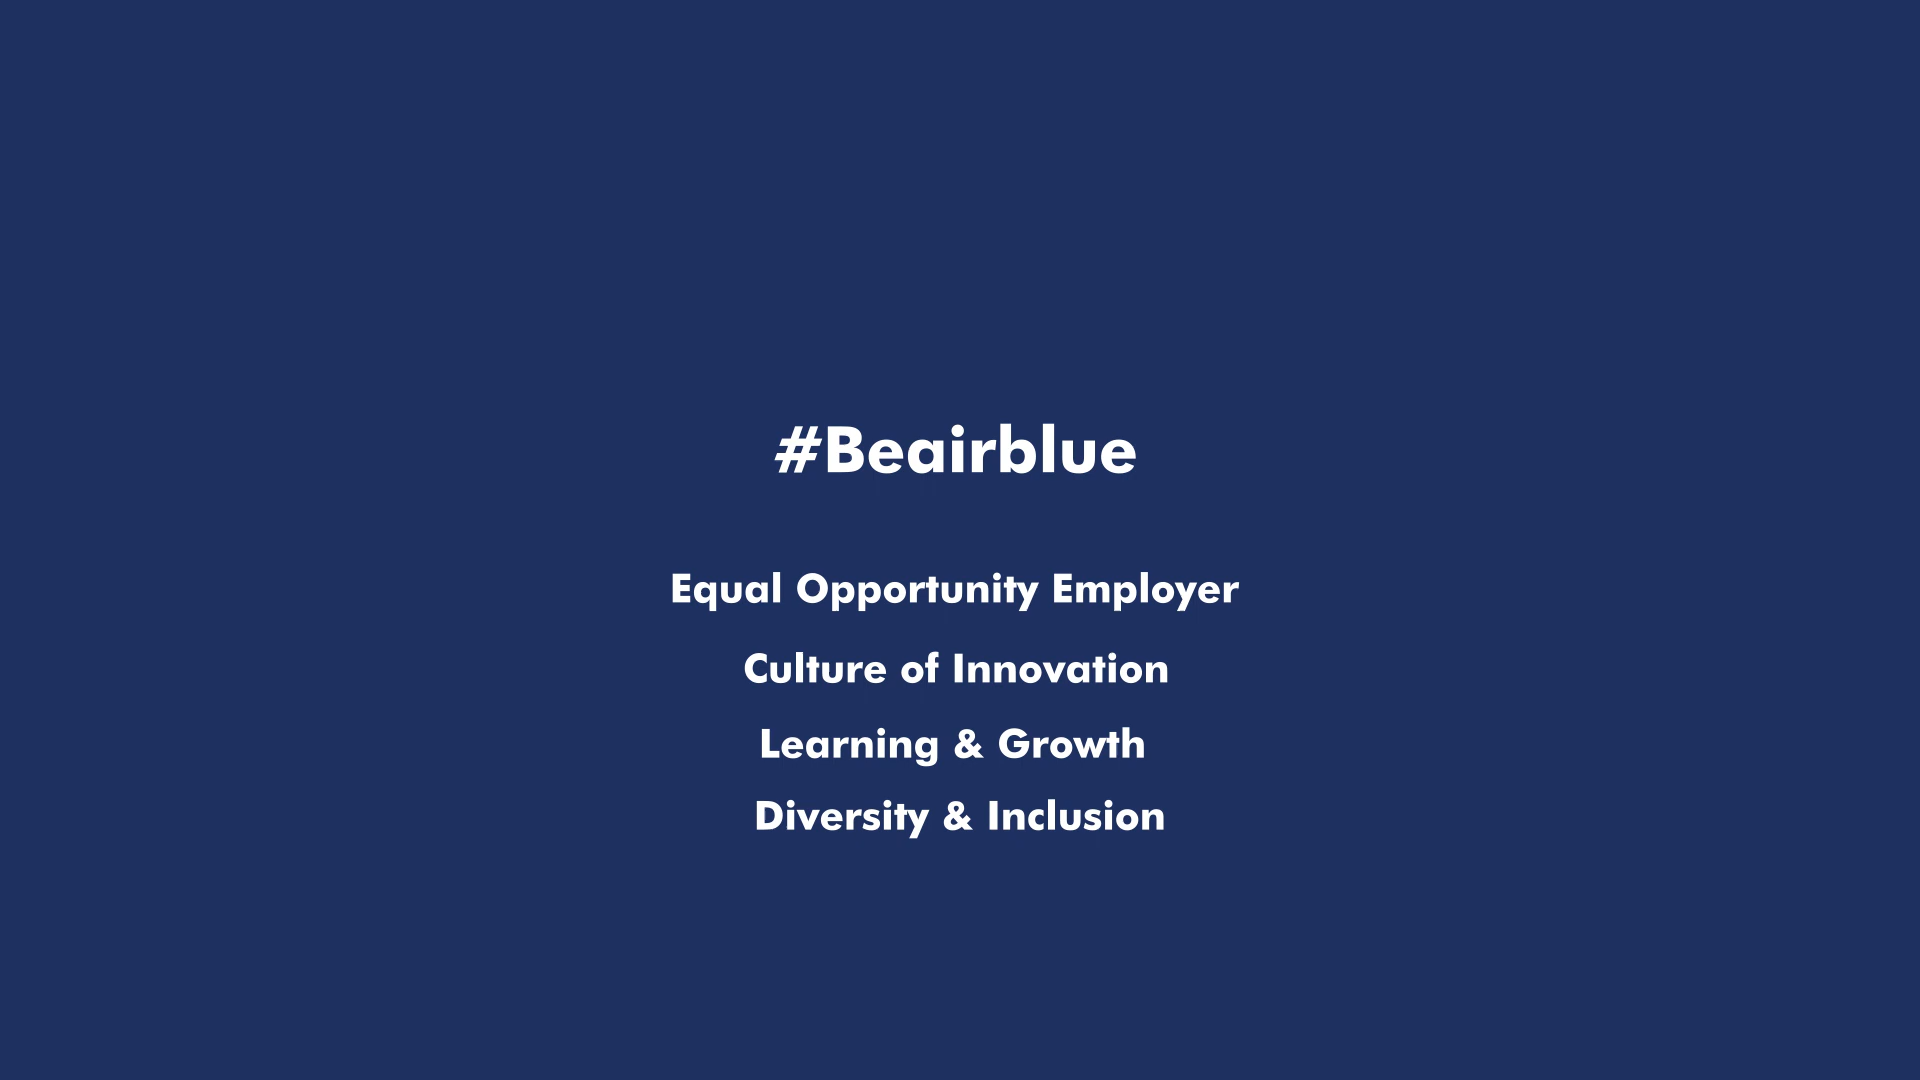 #Beairblue
Equal Opportunity Employer
Culture of Innovation
Learning & Growth
Diversity & Inclusion